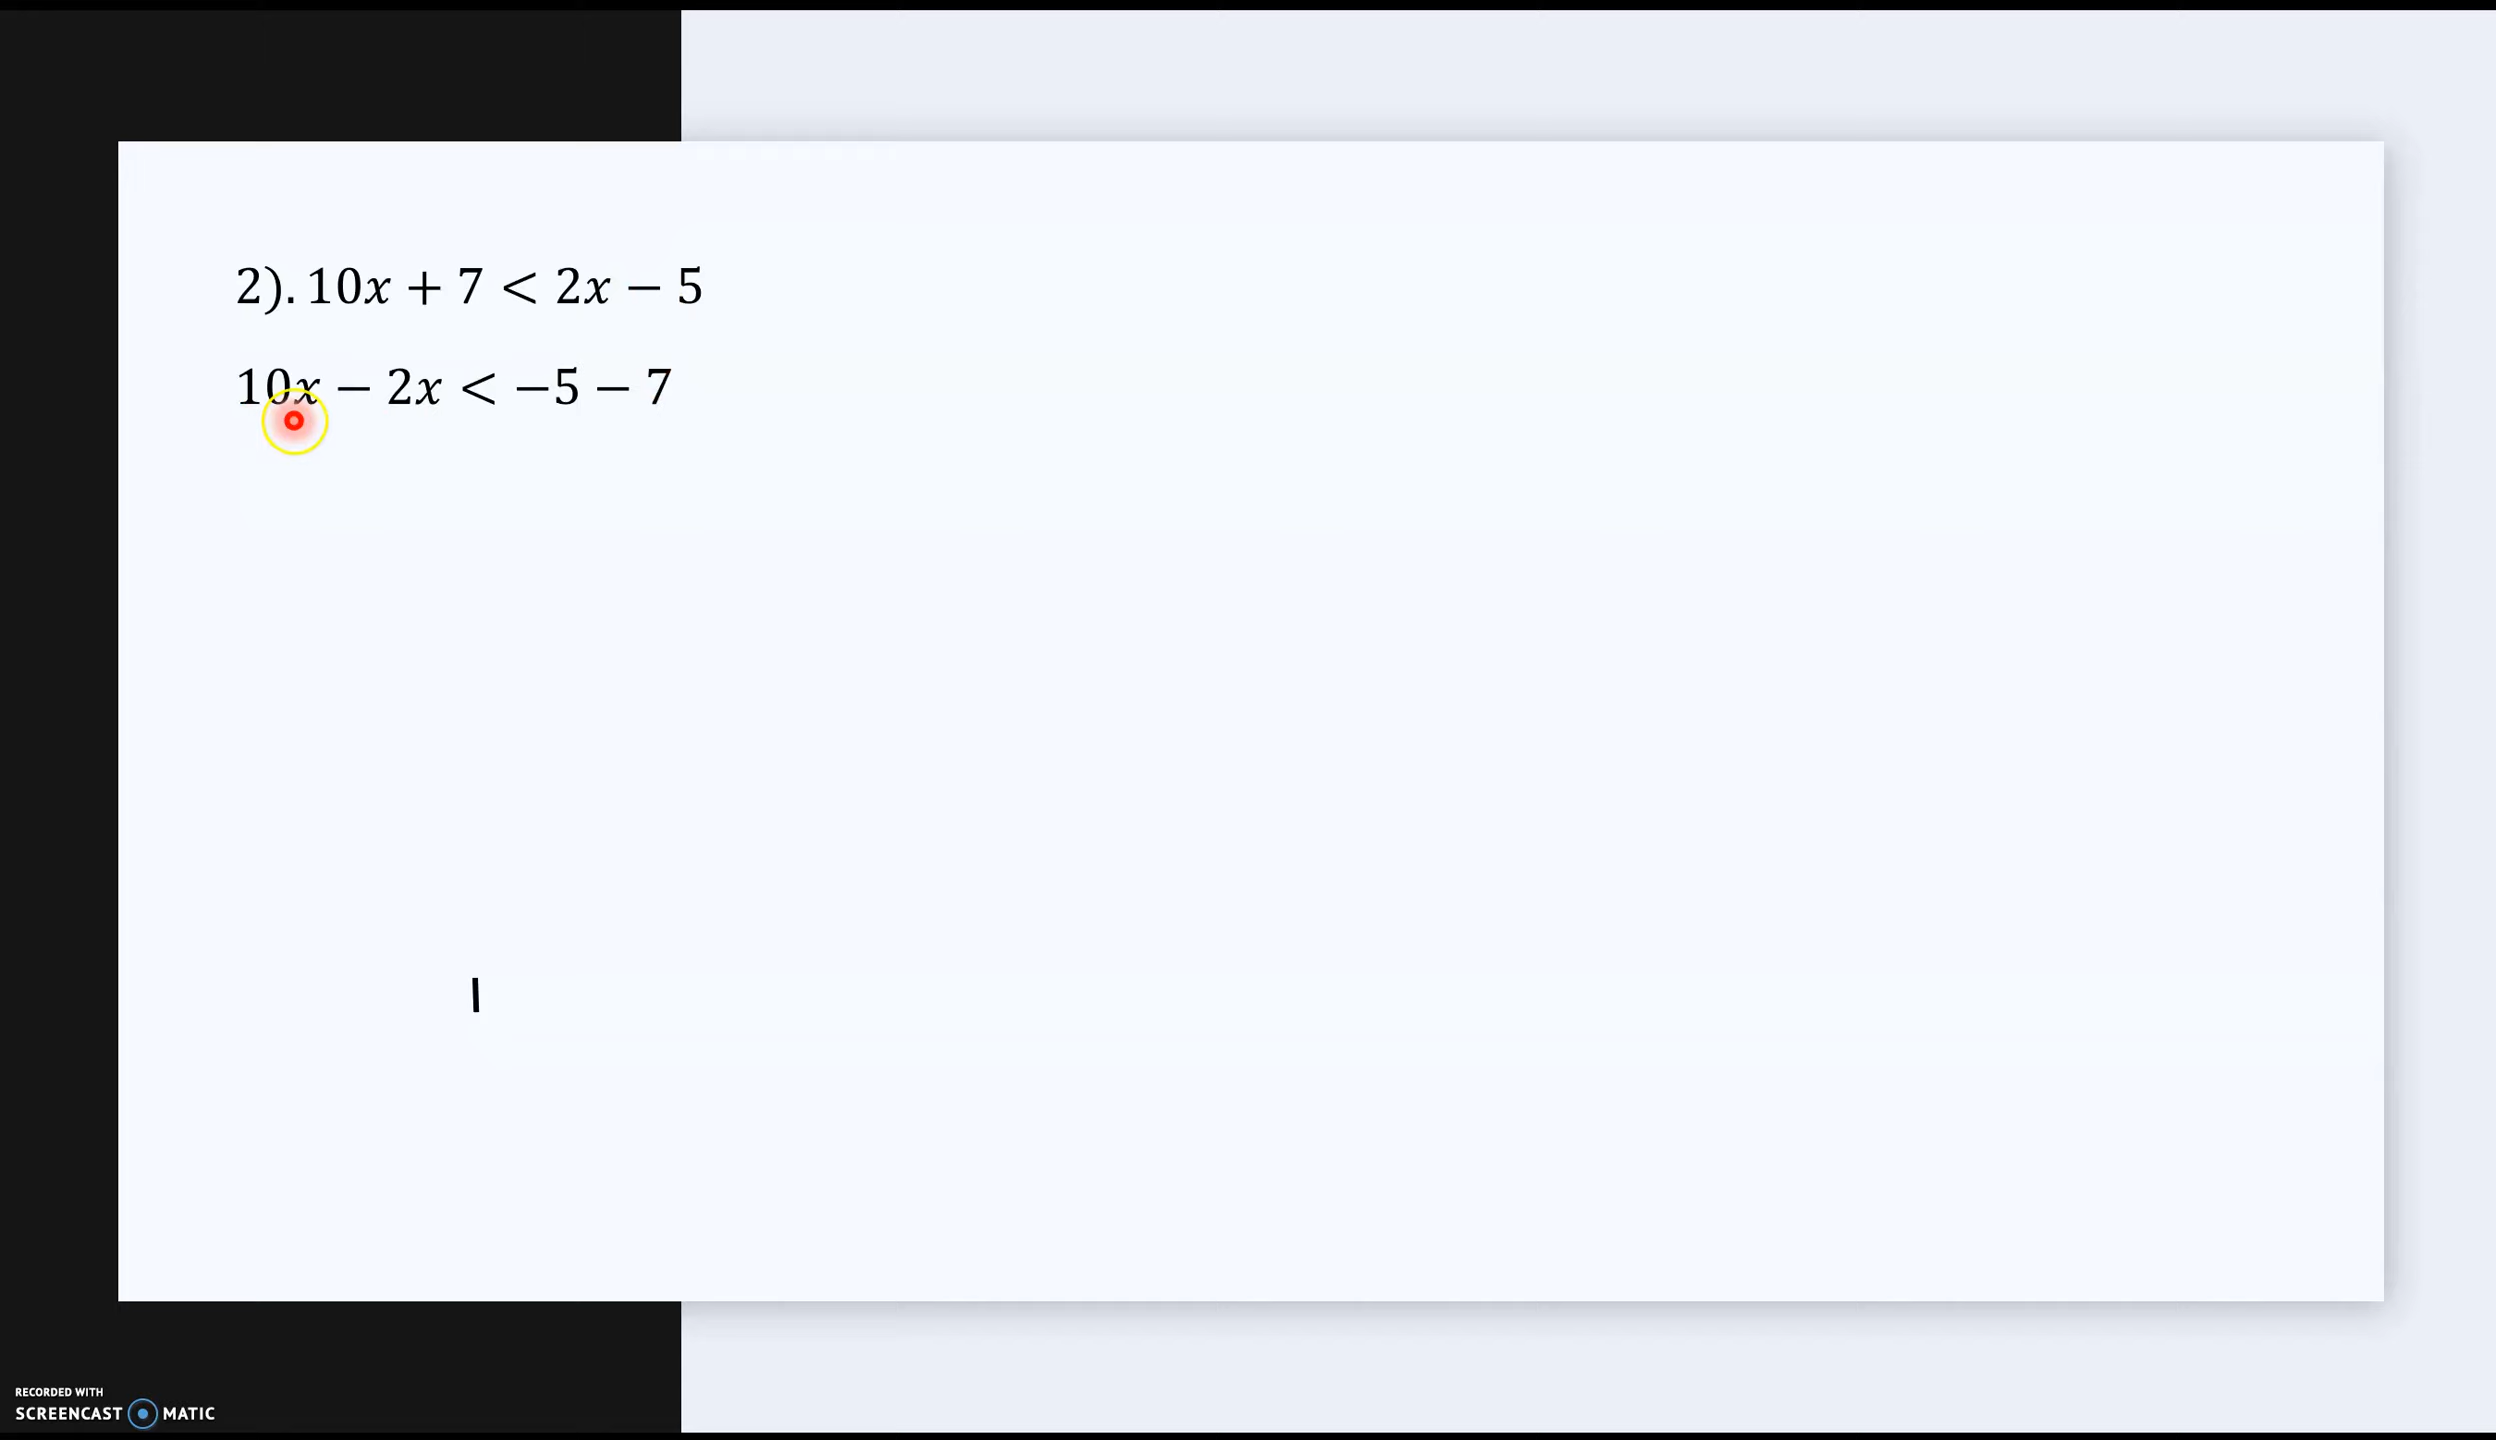 2). 10x + 7 < 2x − 5
10x − 2x < −5 − 7
RECORDED WITH
SCREENCAST MATIC